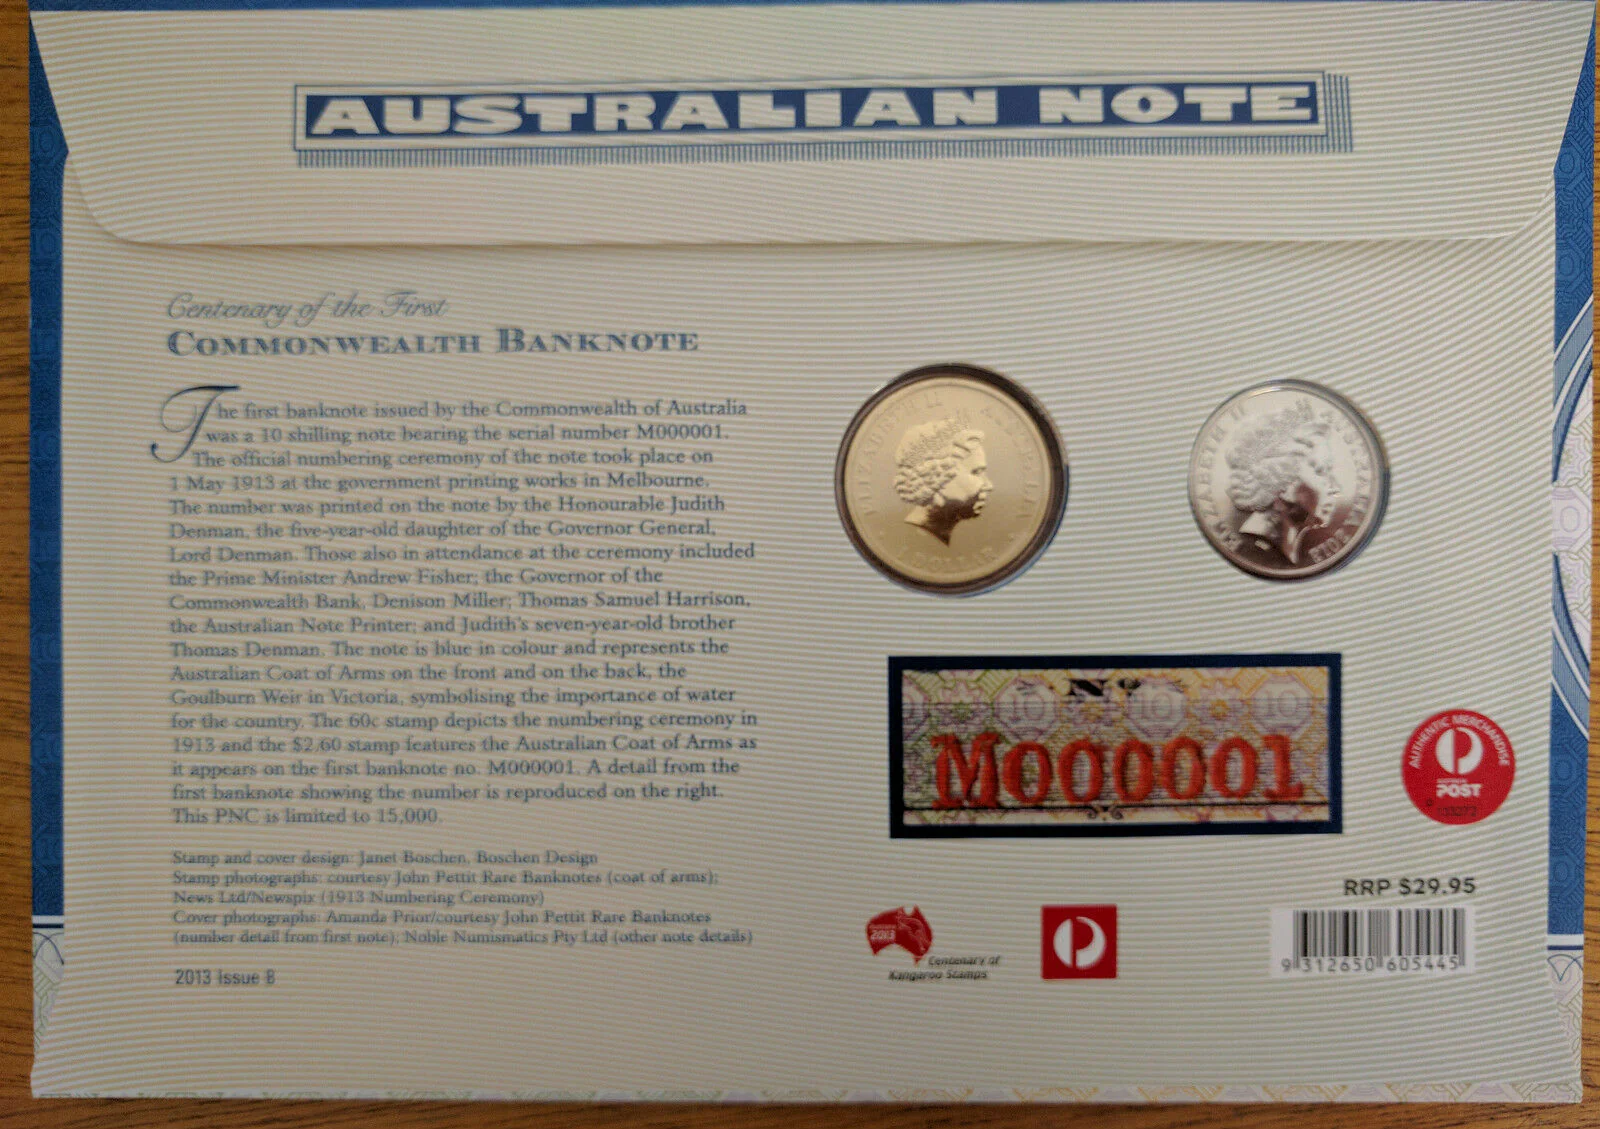 AUSTRALIAN NOTE
Centenary of the First
COMMONWEALTH BANKNOTE
The first banknote issued by the Commonwealth of Australia
was a 10 shilling note bearing the serial number M000001.
The official numbering ceremony of the note took place on
1 May 1913 at the government printing works in Melbourne.
The number was printed on the note by the Honourable Judith
Denman, the five-year-old daughter of the Governor General,
Lord Denman. Those also in attendance at the ceremony included
the Prime Minister Andrew Fisher; the Governor of the
Commonwealth Bank, Denison Miller; Thomas Samuel Harrison,
the Australian Note Printer; and Judith's seven-year-old brother
Thomas Denman. The note is blue in colour and represents the
Australian Coat of Arms on the front and on the back, the
Goulburn Weir in Victoria, symbolising the importance of water
for the country. The 60c stamp depicts the numbering ceremony in
1913 and the $2.60 stamp features the Australian Coat of Arms as
it appears on the first banknote no. M000001. A detail from the
first banknote showing the number is reproduced on the right.
This PNC is limited to 15,000.
Stamp and cover design: Janet Boschen, Boschen Design
Stamp photographs: courtesy John Pettit Rare Banknotes (coat of arms);
News Ltd/Newspix (1913 Numbering Ceremony)
Cover photographs: Amanda Prior/courtesy John Pettit Rare Banknotes
(number detail from first note); Noble Numismatics Pty Ltd (other note details)
2013 Issue 8
ELIZABETH II AUSTRALIA
1 DOLLAR
ELIZABETH II AUSTRALIA
10 10 10
M000001
AUTHENTIC MERCHANDISE
POST
RRP $29.95
9 312650 605445
2013
Centenary of
Kangaroo Stamps